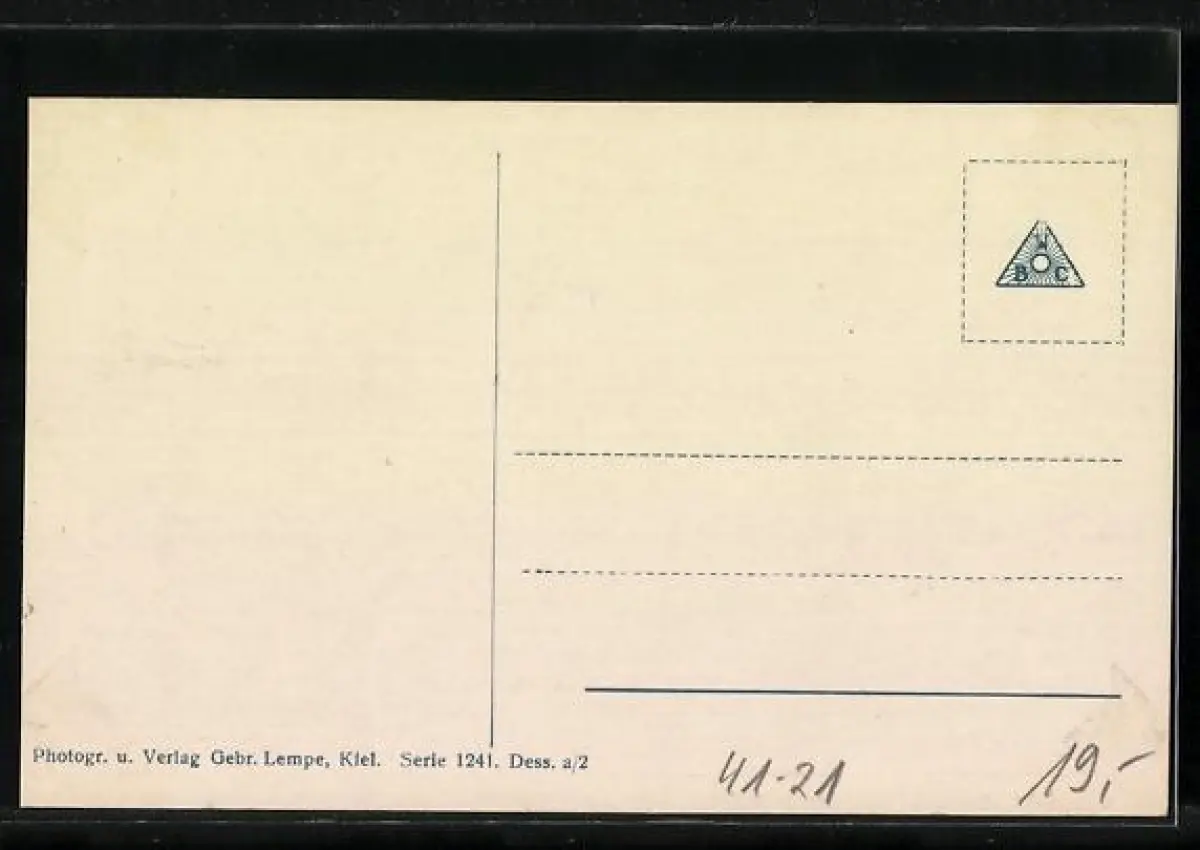 B C
Photogr. u. Verlag Gebr. Lempe, Kiel. Serie 1241. Dess. a/2
41-21
19,-